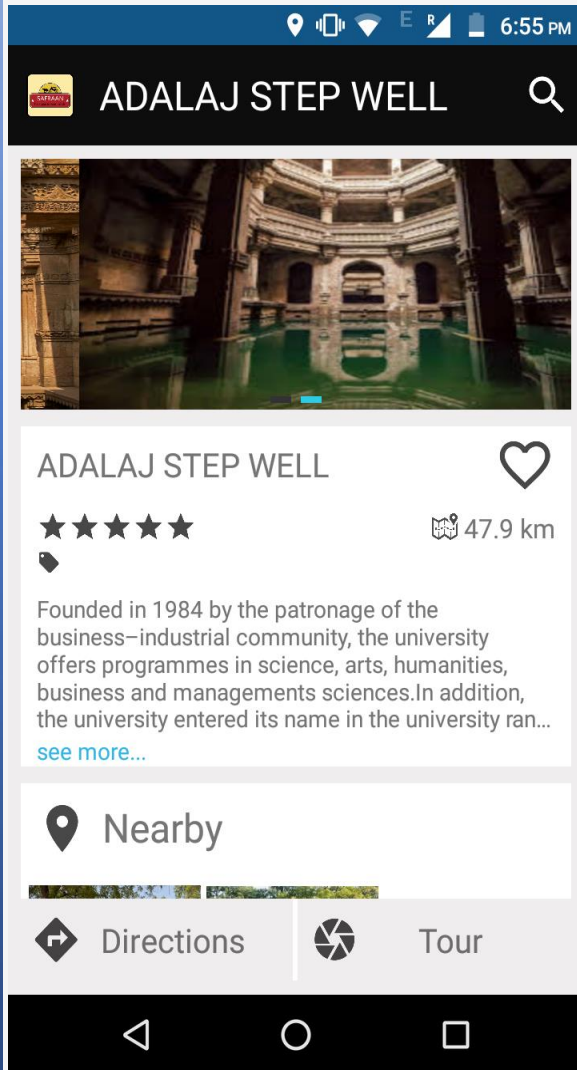 E R 6:55 PM
SAFRAAN
ADALAJ STEP WELL
ADALAJ STEP WELL
47.9 km
Founded in 1984 by the patronage of the
business–industrial community, the university
offers programmes in science, arts, humanities,
business and managements sciences.In addition,
the university entered its name in the university ran...
see more...
Nearby
Directions
Tour